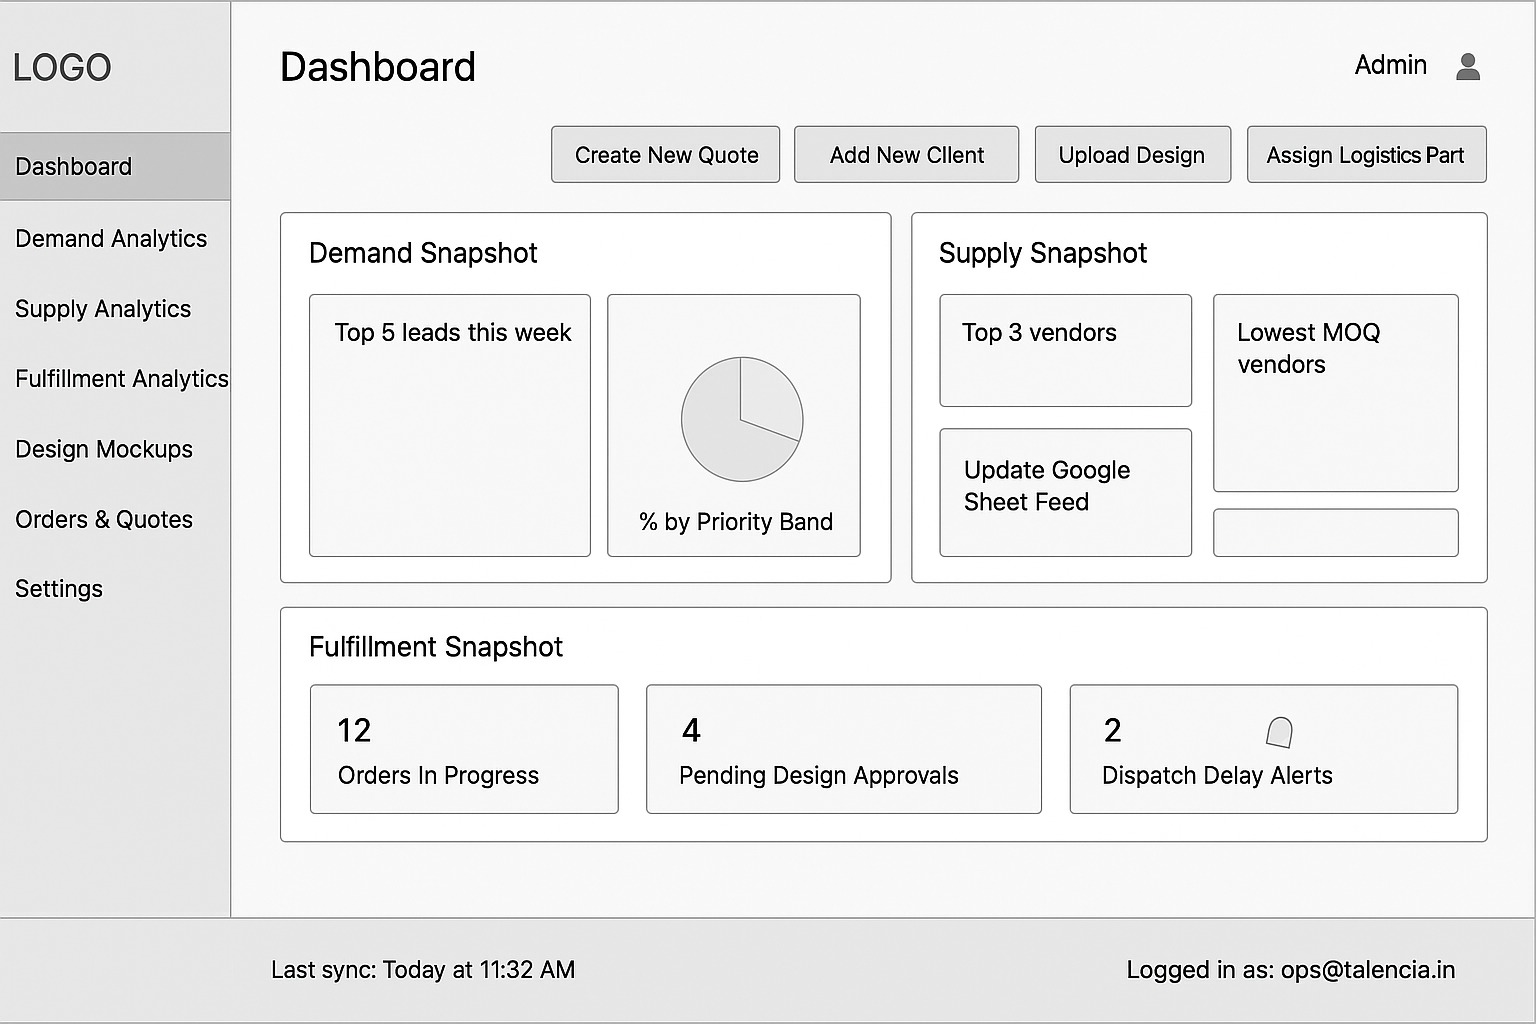 LOGO
Dashboard
Admin
Create New Quote
Add New Cllent
Upload Design
Assign Logistics Part
Dashboard
Demand Analytics
Supply Analytics
Fulfillment Analytics
Design Mockups
Orders & Quotes
Settings
Demand Snapshot
Top 5 leads this week
% by Priority Band
Supply Snapshot
Top 3 vendors
Lowest MOQ
vendors
Update Google
Sheet Feed
Fulfillment Snapshot
12
Orders In Progress
4
Pending Design Approvals
2
Dispatch Delay Alerts
Last sync: Today at 11:32 AM
Logged in as: ops@talencia.in